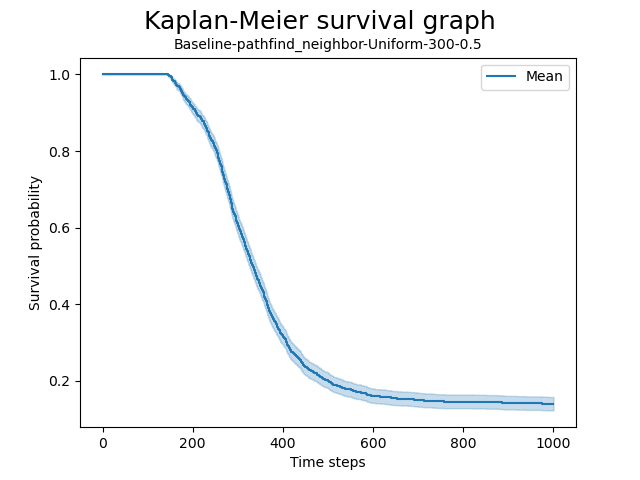 Kaplan-Meier survival graph
Baseline-pathfind_neighbor-Uniform-300-0.5
Mean
Survival probability
1.0
0.8
0.6
0.4
0.2
0 200 400 600 800 1000
Time steps